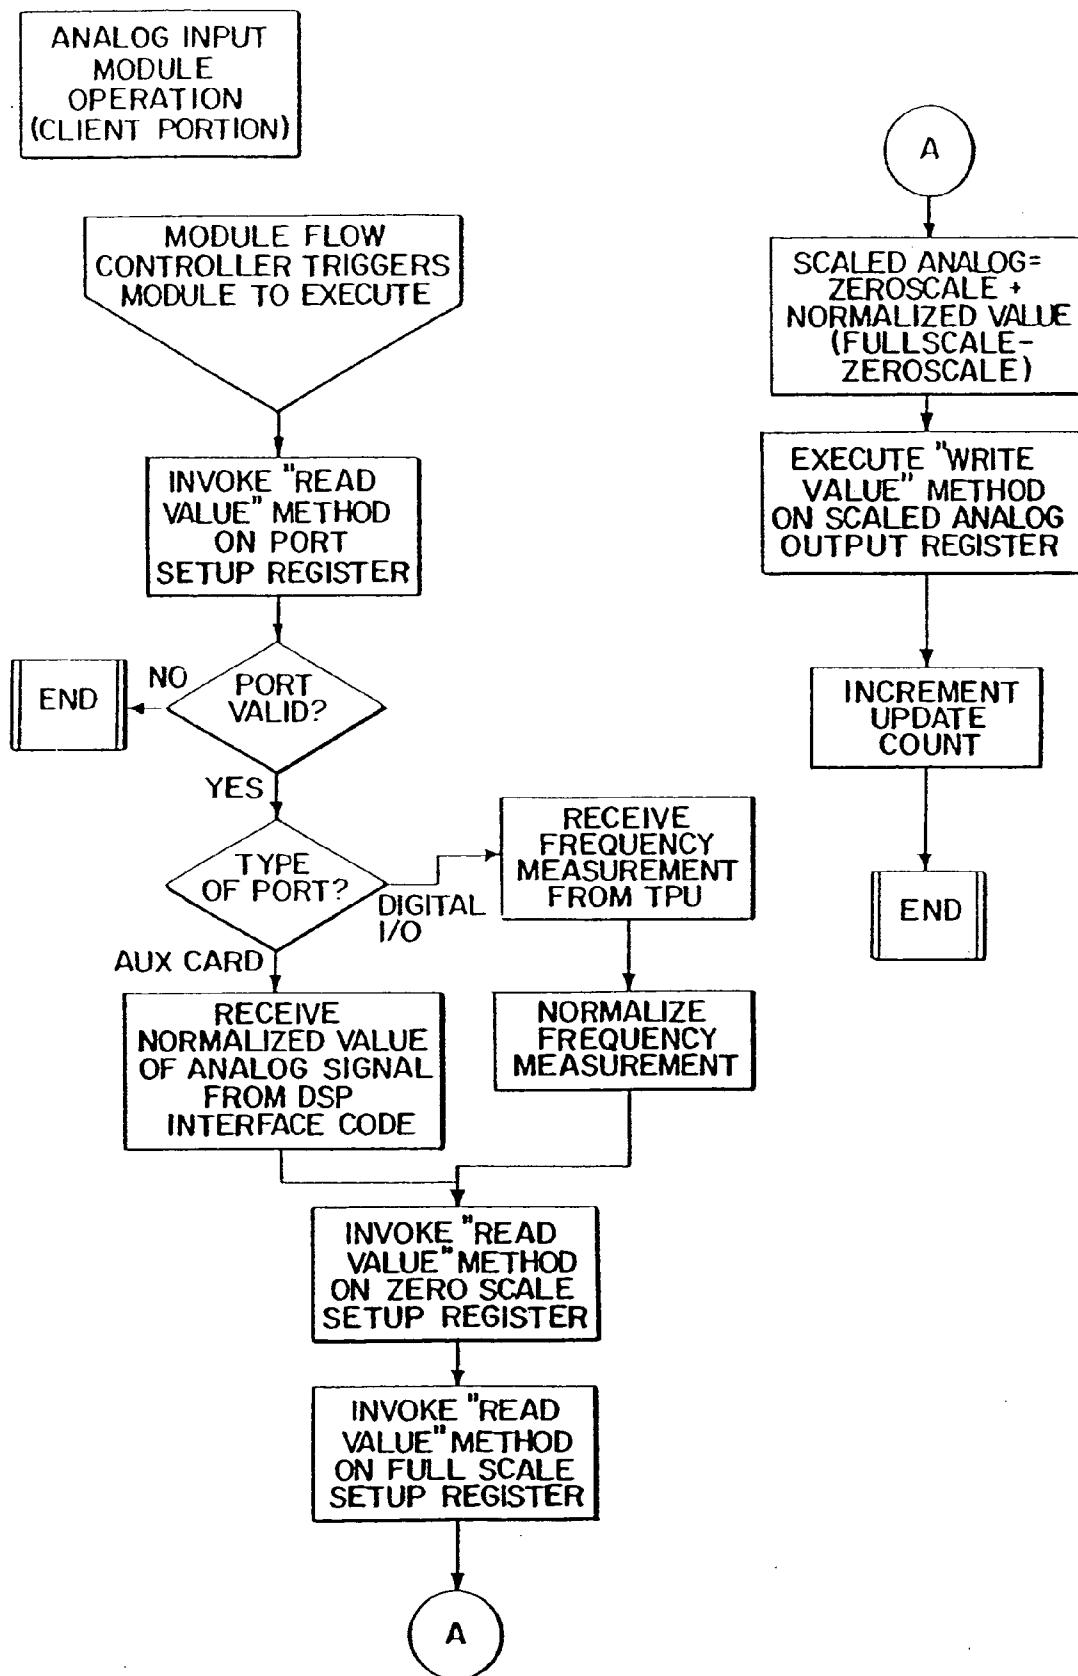 ANALOG INPUT
MODULE
OPERATION
(CLIENT PORTION)
MODULE FLOW
CONTROLLER TRIGGERS
MODULE TO EXECUTE
INVOKE "READ
VALUE" METHOD
ON PORT
SETUP REGISTER
PORT
VALID?
NO
END
YES
TYPE
OF PORT?
DIGITAL
I/O
AUX CARD
RECEIVE
FREQUENCY
MEASUREMENT
FROM TPU
NORMALIZE
FREQUENCY
MEASUREMENT
RECEIVE
NORMALIZED VALUE
OF ANALOG SIGNAL
FROM DSP
INTERFACE CODE
INVOKE "READ
VALUE" METHOD
ON ZERO SCALE
SETUP REGISTER
INVOKE "READ
VALUE" METHOD
ON FULL SCALE
SETUP REGISTER
A
A
SCALED ANALOG=
ZEROSCALE +
NORMALIZED VALUE
(FULLSCALE-
ZEROSCALE)
EXECUTE "WRITE
VALUE" METHOD
ON SCALED ANALOG
OUTPUT REGISTER
INCREMENT
UPDATE
COUNT
END